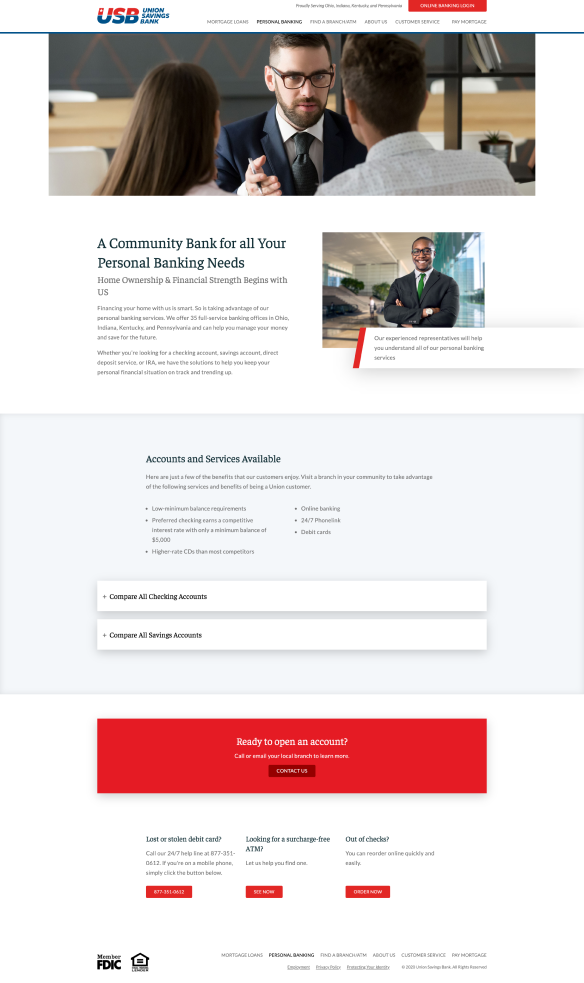 Proudly Serving Ohio, Indiana, Kentucky and Pennsylvania
ONLINE BANKING LOGIN
USB UNION
SAVINGS
BANK
MORTGAGE LOANS PERSONAL BANKING FIND A BRANCH/ATM ABOUT US CUSTOMER SERVICE PAY MORTGAGE
A Community Bank for all Your
Personal Banking Needs
Home Ownership & Financial Strength Begins with
US
Financing your home with us is smart. So is taking advantage of our
personal banking services. We offer 35 full-service banking offices in Ohio,
Indiana, Kentucky, and Pennsylvania and can help you manage your money
and save for the future.
Whether you're looking for a checking account, savings account, direct
deposit service, or IRA, we have the solutions to help you keep your
personal financial situation on track and trending up.
Our experienced representatives will help
you understand all of our personal banking
services
Accounts and Services Available
Here are just a few of the benefits that our customers enjoy. Visit a branch in your community to take advantage
of the following services and benefits of being a Union customer.
• Low-minimum balance requirements
• Preferred checking earns a competitive
interest rate with only a minimum balance of
$5,000
• Higher-rate CDs than most competitors
• Online banking
• 24/7 Phonelink
• Debit cards
+ Compare All Checking Accounts
+ Compare All Savings Accounts
Ready to open an account?
Call or email your local branch to learn more.
CONTACT US
Lost or stolen debit card?
Call our 24/7 help line at 877-351-
0612. If you're on a mobile phone,
simply click the button below.
877-351-0612
Looking for a surcharge-free
ATM?
Let us help you find one.
SEE NOW
Out of checks?
You can reorder online quickly and
easily.
ORDER NOW
Member
FDIC
EQUAL HOUSING
LENDER
MORTGAGE LOANS PERSONAL BANKING FIND A BRANCH/ATM ABOUT US CUSTOMER SERVICE PAY MORTGAGE
Employment Privacy Policy Protecting Your Identity © 2020 Union Savings Bank, All Rights Reserved